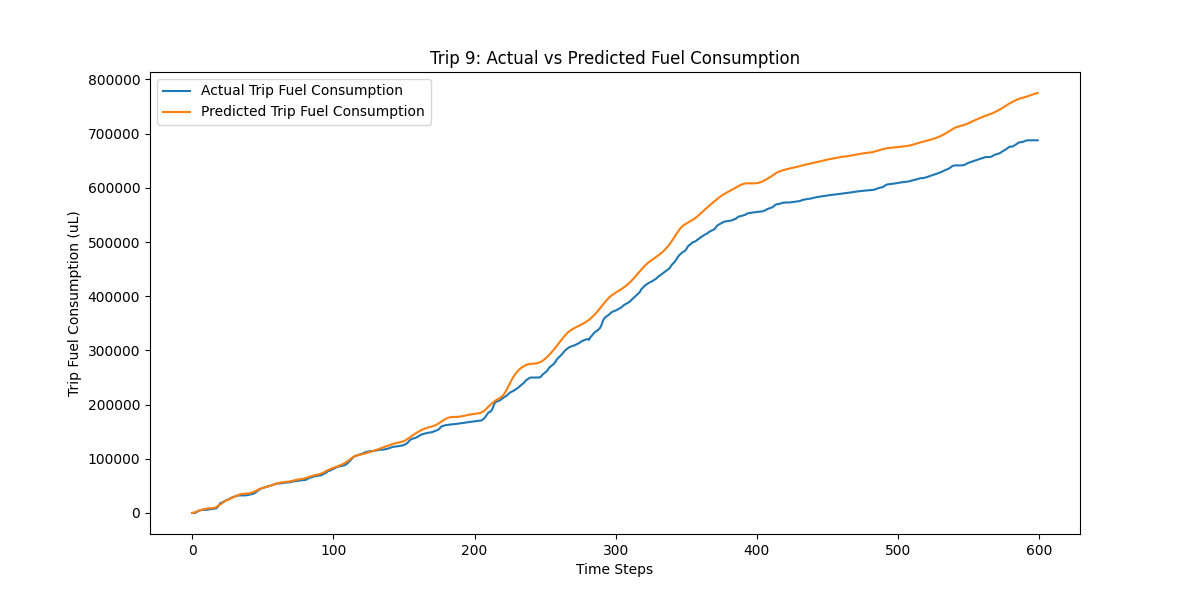 Trip 9: Actual vs Predicted Fuel Consumption
Actual Trip Fuel Consumption
Predicted Trip Fuel Consumption
Trip Fuel Consumption (uL)
800000
700000
600000
500000
400000
300000
200000
100000
0
0 100 200 300 400 500 600
Time Steps